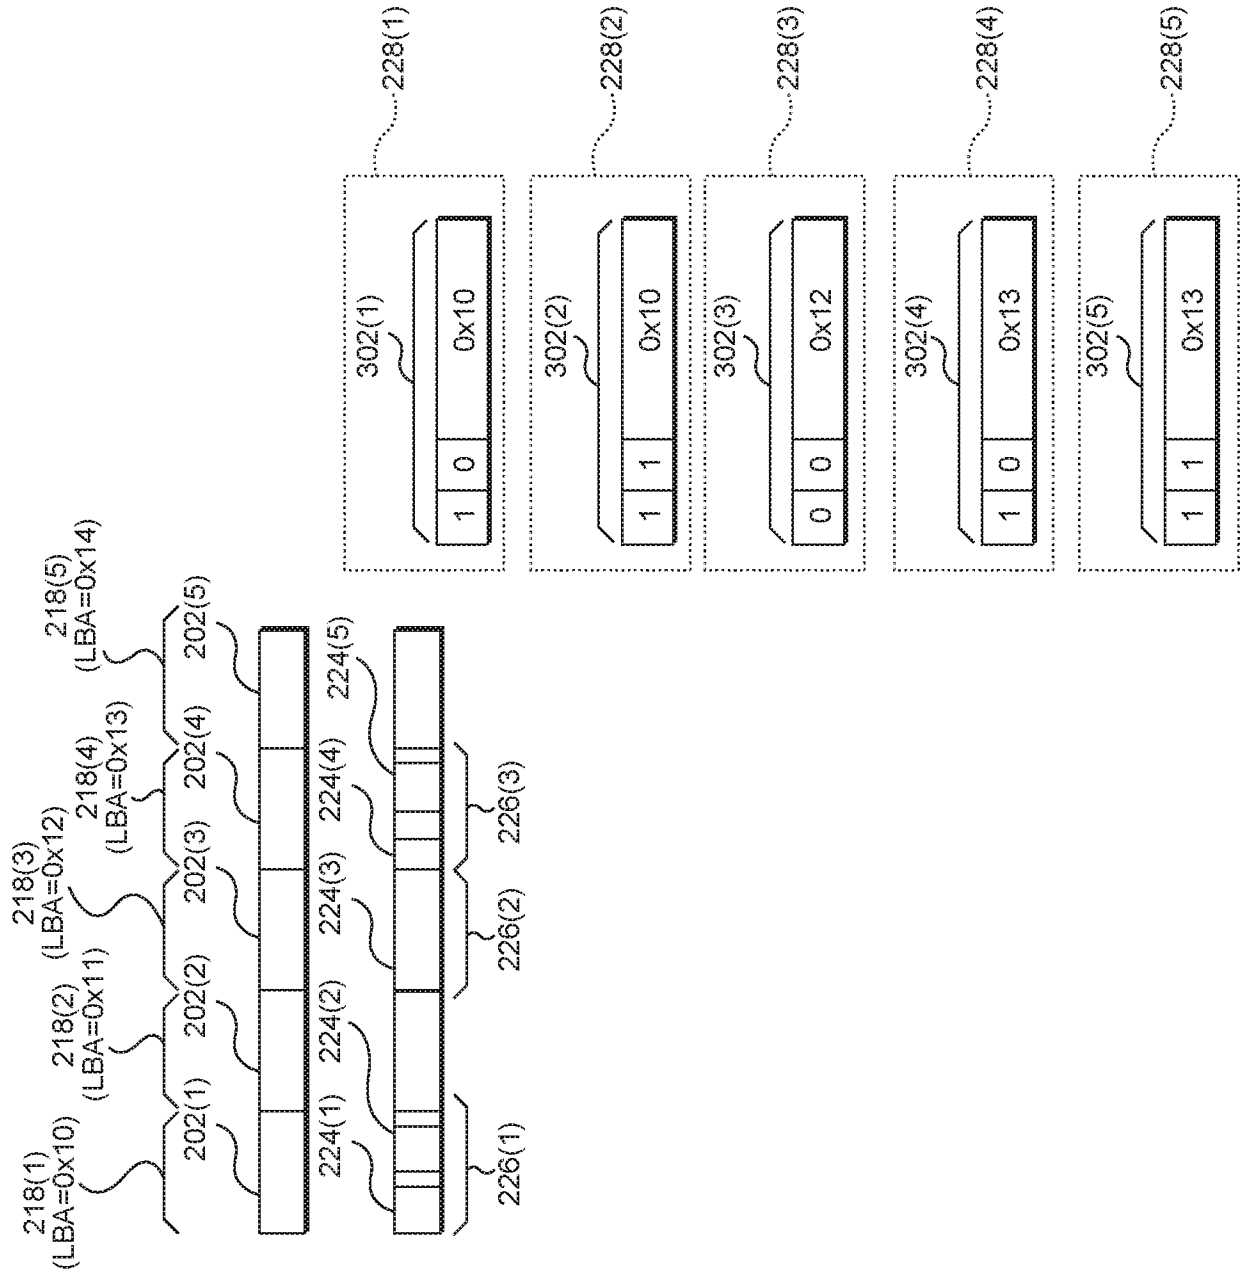 218(1)
(LBA=0x10)
218(2)
(LBA=0x11)
218(3)
(LBA=0x12)
218(4)
(LBA=0x13)
218(5)
(LBA=0x14)
202(1)
202(2)
202(3)
202(4)
202(5)
224(1)
224(2)
224(3)
224(4)
224(5)
226(1)
226(2)
226(3)
302(1)
1 0 0x10
228(1)
302(2)
1 1 0x10
228(2)
302(3)
0 0 0x12
228(3)
302(4)
1 0 0x13
228(4)
302(5)
1 1 0x13
228(5)